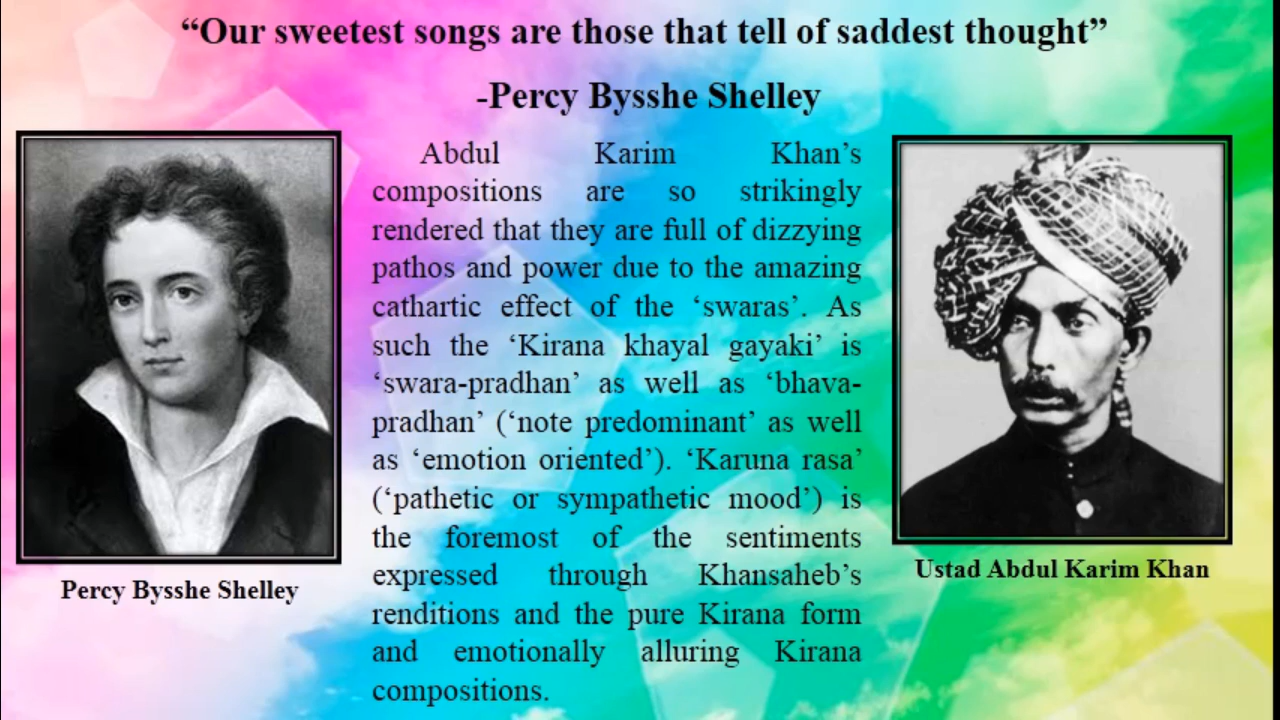 “Our sweetest songs are those that tell of saddest thought”
-Percy Bysshe Shelley
Abdul Karim Khan’s
compositions are so strikingly
rendered that they are full of dizzying
pathos and power due to the amazing
cathartic effect of the ‘swaras’. As
such the ‘Kirana khayal gayaki’ is
‘swara-pradhan’ as well as ‘bhava-
pradhan’ (‘note predominant’ as well
as ‘emotion oriented’). ‘Karuna rasa’
(‘pathetic or sympathetic mood’) is
the foremost of the sentiments
expressed through Khansaheb’s
renditions and the pure Kirana form
and emotionally alluring Kirana
compositions.
Percy Bysshe Shelley
Ustad Abdul Karim Khan